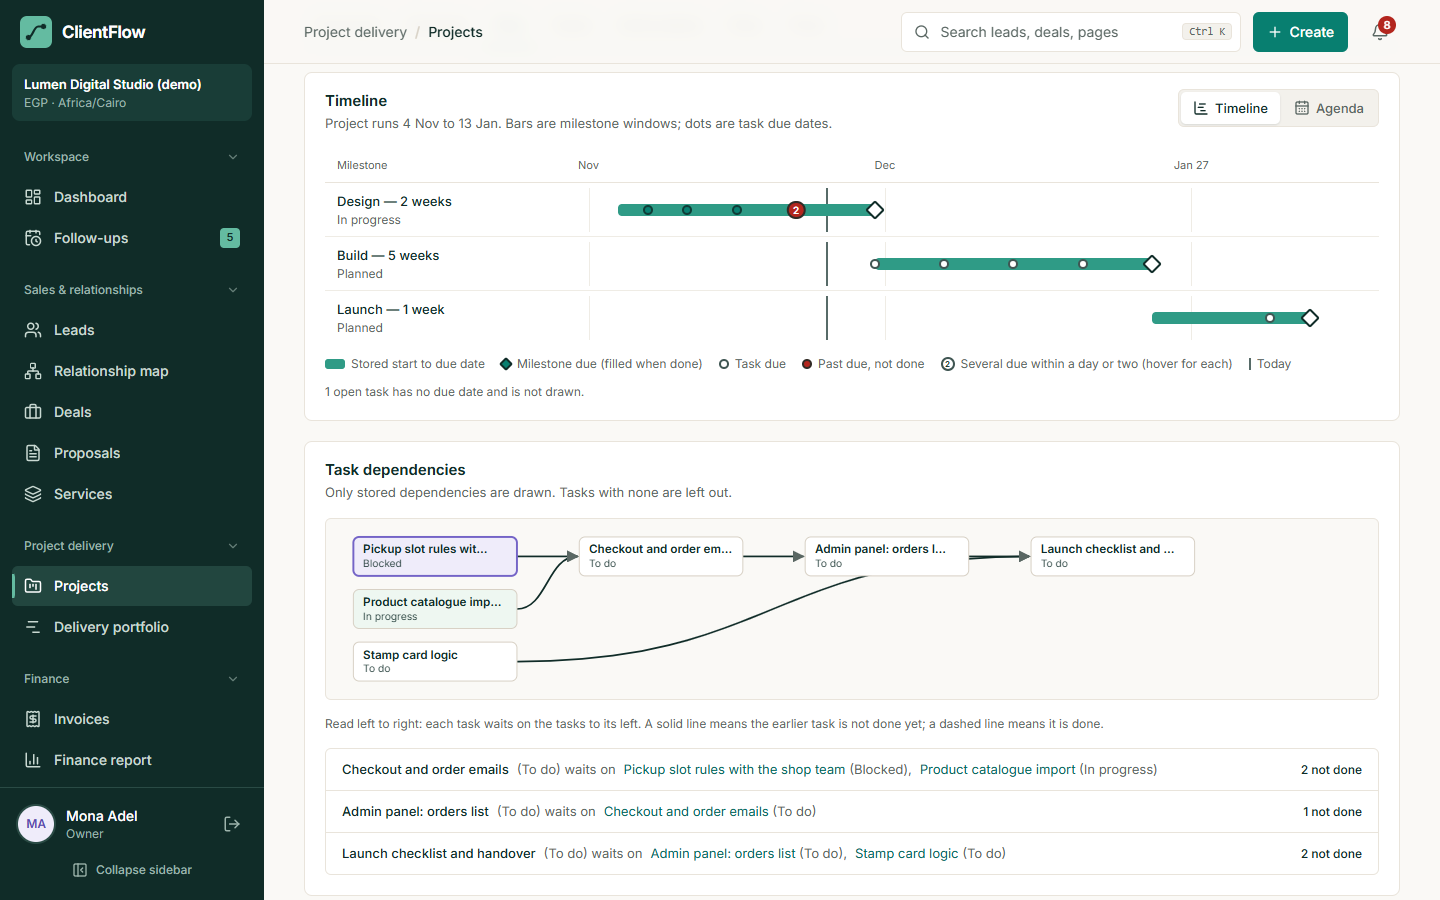 ClientFlow
Lumen Digital Studio (demo)
EGP · Africa/Cairo
Workspace
Dashboard
Follow-ups 5
Sales & relationships
Leads
Relationship map
Deals
Proposals
Services
Project delivery
Projects
Delivery portfolio
Finance
Invoices
Finance report
MA Mona Adel
Owner
Collapse sidebar
Project delivery / Projects
Search leads, deals, pages Ctrl K
Create
8
Timeline
Project runs 4 Nov to 13 Jan. Bars are milestone windows; dots are task due dates.
Timeline Agenda
Milestone Nov Dec Jan 27
Design — 2 weeks
In progress
2
Build — 5 weeks
Planned
Launch — 1 week
Planned
Stored start to due date Milestone due (filled when done) Task due Past due, not done 2 Several due within a day or two (hover for each) Today
1 open task has no due date and is not drawn.
Task dependencies
Only stored dependencies are drawn. Tasks with none are left out.
Pickup slot rules wit...
Blocked
Checkout and order em...
To do
Admin panel: orders l...
To do
Launch checklist and ...
To do
Product catalogue imp...
In progress
Stamp card logic
To do
Read left to right: each task waits on the tasks to its left. A solid line means the earlier task is not done yet; a dashed line means it is done.
Checkout and order emails (To do) waits on Pickup slot rules with the shop team (Blocked), Product catalogue import (In progress) 2 not done
Admin panel: orders list (To do) waits on Checkout and order emails (To do) 1 not done
Launch checklist and handover (To do) waits on Admin panel: orders list (To do), Stamp card logic (To do) 2 not done